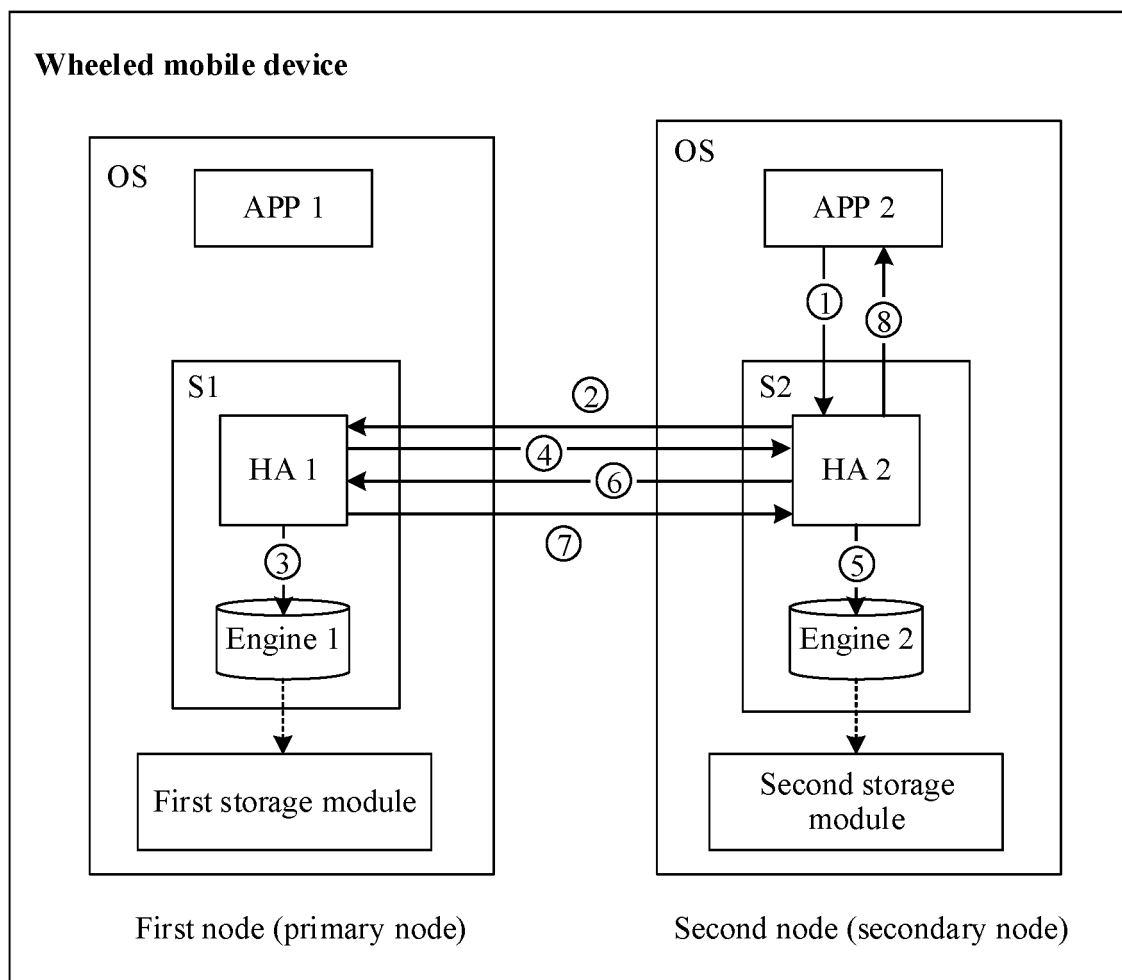 Wheeled mobile device
OS
APP 1
S1
HA 1
③
Engine 1
First storage module
First node (primary node)
②
④
⑥
⑦
OS
APP 2
①
⑧
S2
HA 2
⑤
Engine 2
Second storage
module
Second node (secondary node)